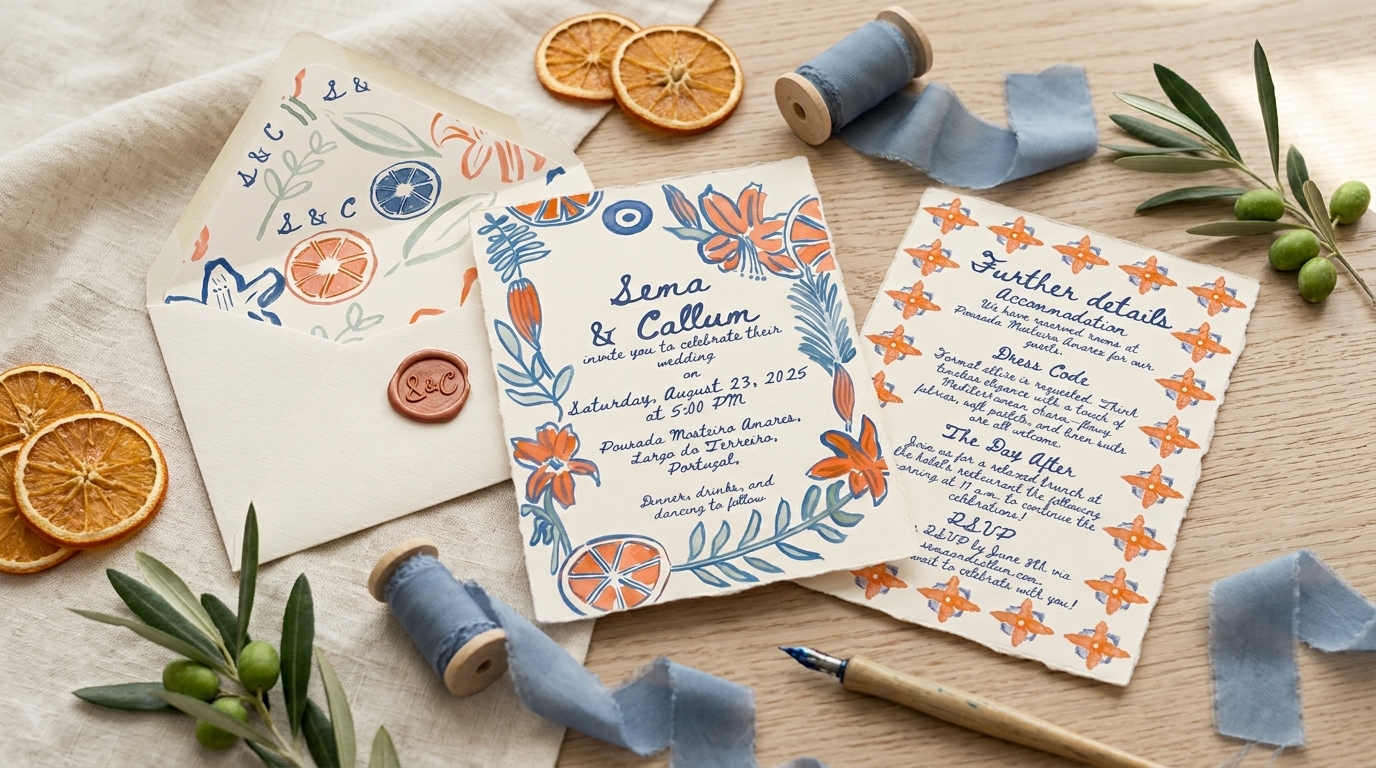 S &
S & C
S & C
S&C
Sema
& Callum
invite you to celebrate their
wedding
on
Saturday, August 23, 2025
at 5:00 PM
Pourada Mosteiro Amares,
Largo do Terreiro,
Portugal,
Dinner, drinks, and
dancing to follow
Further details
Accommodation
We have reserved rooms at
Pourada Mosteiro Amares for our
guests.
Dress Code
Formal attire is requested. Think
timeless elegance with a touch of
Mediterranean charm—flowy
fabrics, soft pastels, and linen suits
are all welcome
The Day After
Join us for a relaxed brunch at
the hotel's restaurant the following
morning at 11 a.m. to continue the
celebrations!
RSVP
RSVP by June 8th via
semaandcallum.com.
wait to celebrate with you!